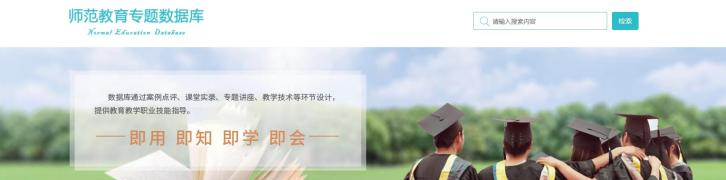 师范教育专题数据库
Normal Education Database
请输入搜索内容
检索
数据库通过案例点评、课堂实录、专题讲座、教学技术等环节设计，
提供教育教学职业技能指导。
即用 即知 即学 即会